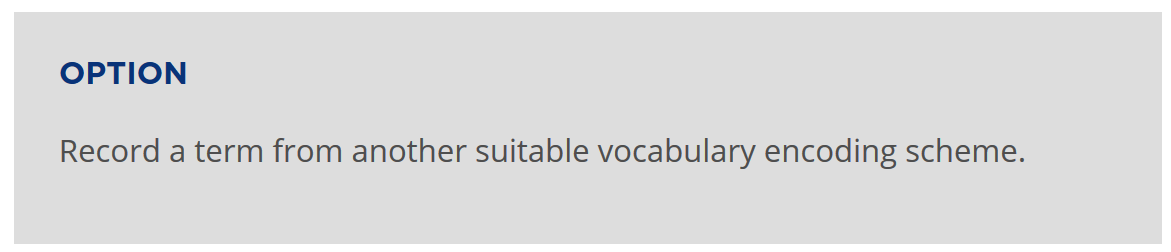 OPTION
Record a term from another suitable vocabulary encoding scheme.